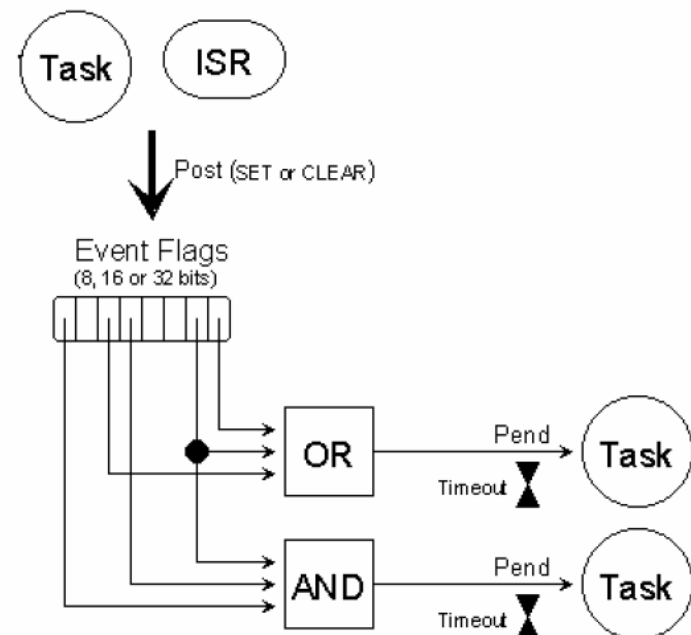 Task
ISR
Post (SET or CLEAR)
Event Flags
(8, 16 or 32 bits)
OR
Pend
Timeout
Task
AND
Pend
Timeout
Task